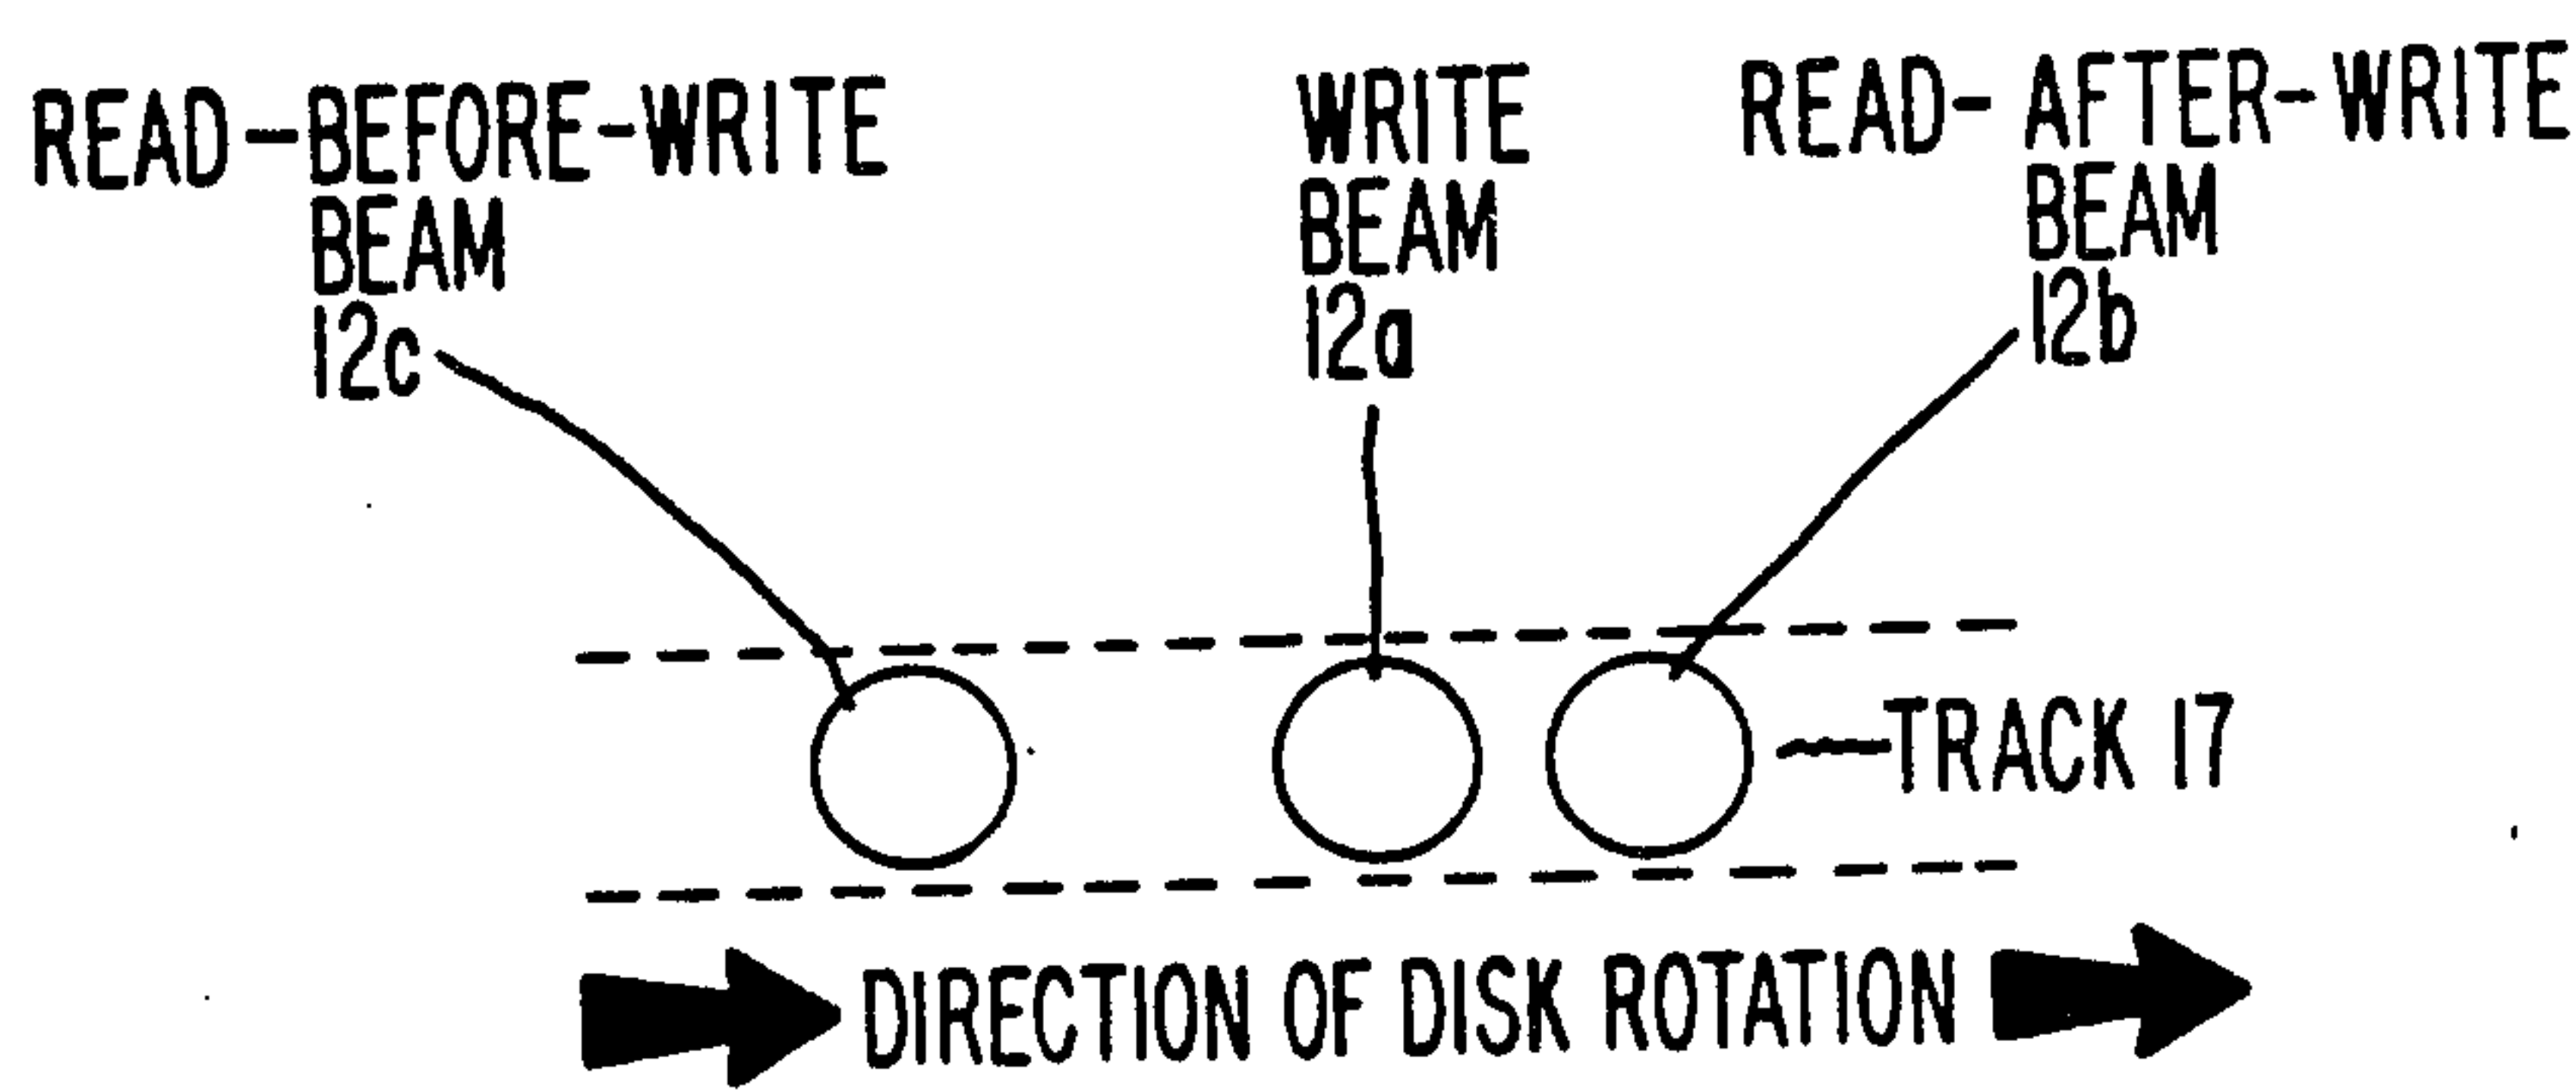 READ-BEFORE-WRITE
BEAM
12c
WRITE
BEAM
12a
READ-AFTER-WRITE
BEAM
12b
TRACK 17
DIRECTION OF DISK ROTATION